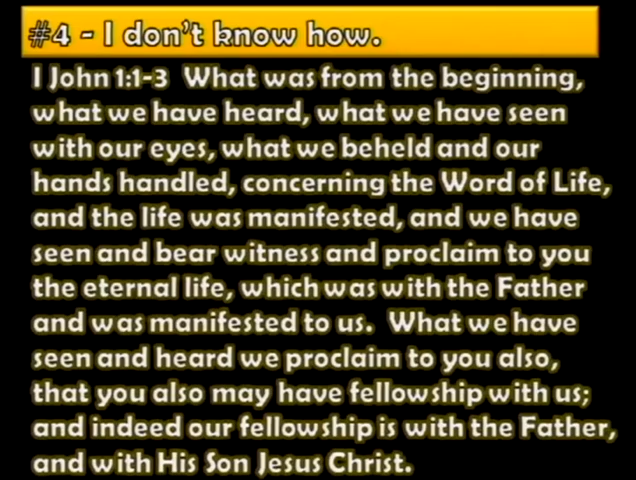 #4 - I don't know how.
I John 1:1-3 What was from the beginning,
what we have heard, what we have seen
with our eyes, what we beheld and our
hands handled, concerning the Word of Life,
and the life was manifested, and we have
seen and bear witness and proclaim to you
the eternal life, which was with the Father
and was manifested to us. What we have
seen and heard we proclaim to you also,
that you also may have fellowship with us;
and indeed our fellowship is with the Father,
and with His Son Jesus Christ.